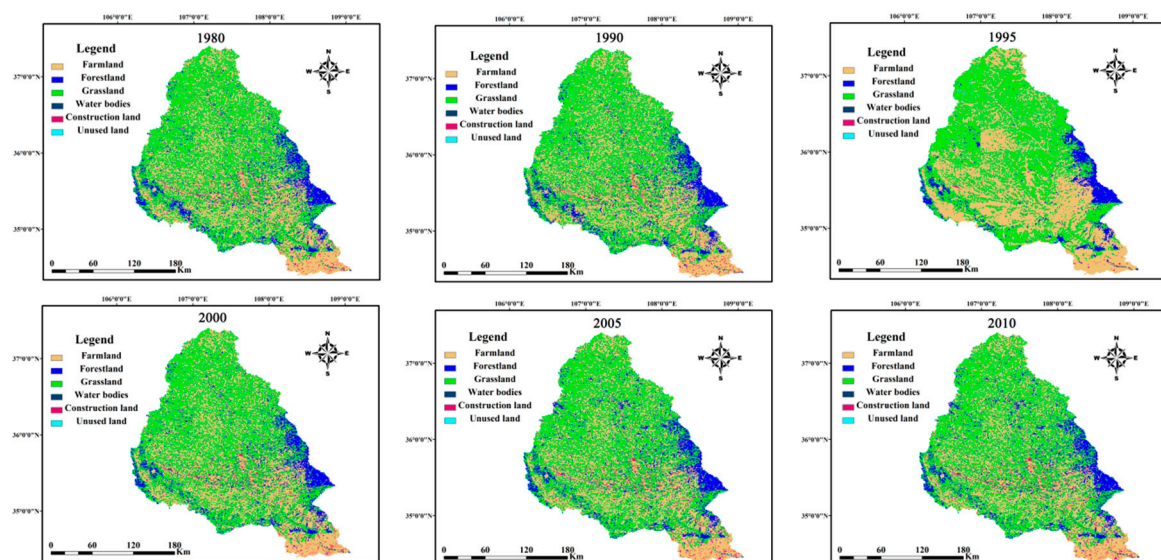 106°0'0"E 107°0'0"E 108°0'0"E 109°0'0"E
1980
Legend
Farmland
Forestland
Grassland
Water bodies
Construction land
Unused land
N
W E
S
37°0'0"N
36°0'0"N
35°0'0"N
0 30 60 120 180
Km
106°0'0"E 107°0'0"E 108°0'0"E 109°0'0"E
1990
Legend
Farmland
Forestland
Grassland
Water bodies
Construction land
Unused land
N
W E
S
37°0'0"N
36°0'0"N
35°0'0"N
0 30 60 120 180
Km
106°0'0"E 107°0'0"E 108°0'0"E 109°0'0"E
1995
Legend
Farmland
Forestland
Grassland
Water bodies
Construction land
Unused land
N
W E
S
37°0'0"N
36°0'0"N
35°0'0"N
0 30 60 120 180
Km
106°0'0"E 107°0'0"E 108°0'0"E 109°0'0"E
2000
Legend
Farmland
Forestland
Grassland
Water bodies
Construction land
Unused land
N
W E
S
37°0'0"N
36°0'0"N
35°0'0"N
0 30 60 120 180
Km
106°0'0"E 107°0'0"E 108°0'0"E 109°0'0"E
2005
Legend
Farmland
Forestland
Grassland
Water bodies
Construction land
Unused land
N
W E
S
37°0'0"N
36°0'0"N
35°0'0"N
0 30 60 120 180
Km
106°0'0"E 107°0'0"E 108°0'0"E 109°0'0"E
2010
Legend
Farmland
Forestland
Grassland
Water bodies
Construction land
Unused land
N
W E
S
37°0'0"N
36°0'0"N
35°0'0"N
0 30 60 120 180
Km